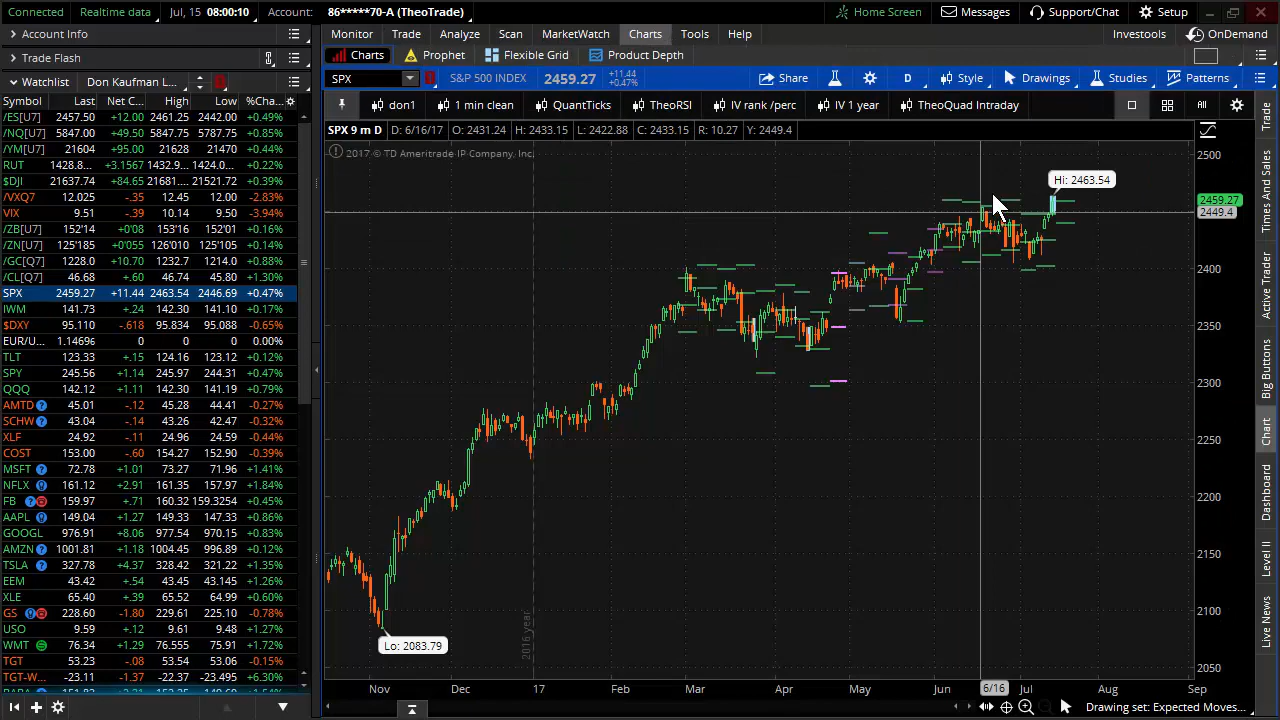 Connected Realtime data Jul, 15 08:00:10 Account: 86*****70-A (TheoTrade) Home Screen Messages Support/Chat Setup
Account Info
Trade Flash
Watchlist Don Kaufman L...
Symbol Last Net C... High Low %Cha...
/ES[U7] 2457.50 +12.00 2461.25 2442.00 +0.49%
/NQ[U7] 5847.00 +49.50 5847.75 5787.75 +0.85%
/YM[U7] 21604 +95.00 21608 21470 +0.44%
RUT 1428.8... +3.1567 1432.9... 1424.0... +0.22%
$DJI 21637.74 +84.65 21681.... 21521.72 +0.39%
/VXQ7 12.025 -.35 12.45 12.00 -2.83%
VIX 9.51 -.39 9.90 9.51 -3.94%
/ZB[U7] 152'14 +0'08 153'15 152'01 +0.16%
/ZN[U7] 125'185 +0'055 126'010 125'145 +0.14%
/GC[Q7] 1228.0 +10.70 1232.7 1214.0 +0.88%
/CL[Q7] 46.68 +.60 46.74 45.80 +1.30%
SPX 2459.27 +11.44 2463.54 2446.69 +0.47%
IWM 141.73 +.24 142.30 141.10 +0.17%
$DXY 95.110 -.618 95.834 95.088 -0.65%
EUR/U... 1.1296 0.00 0.00 0.00 0.00%
TLT 123.33 +.15 124.16 123.12 +0.12%
SPY 245.56 +1.14 245.97 244.31 +0.47%
QQQ 142.12 +1.11 142.30 141.19 +0.79%
AMTD 45.01 -.12 45.28 44.41 -0.27%
SCHW 43.04 -.14 43.26 42.47 -0.32%
XLF 24.92 -.11 24.96 24.59 -0.44%
COST 153.00 -.60 154.27 152.90 -0.39%
MSFT 72.78 +1.01 73.27 71.96 +1.41%
NFLX 161.12 +2.91 165.35 157.97 +1.84%
FB 159.97 +.71 160.32 159.3254 +0.45%
AAPL 149.04 +1.27 149.33 147.33 +0.86%
GOOGL 976.91 +8.06 977.54 970.15 +0.83%
AMZN 1001.81 +1.18 1004.45 996.89 +0.12%
TSLA 327.78 +4.37 328.42 321.22 +1.35%
EEM 43.42 +.54 43.45 43.145 +1.26%
XLE 65.40 +.39 65.52 64.99 +0.60%
GS 228.60 -1.80 229.61 225.10 -0.78%
USO 9.59 +.12 9.61 9.48 +1.27%
WMT 76.34 +1.29 76.555 75.91 +1.72%
TGT 53.23 -.08 53.54 53.06 -0.15%
TGT-W... -23.11 -1.37 -22.37 -23.495 +6.30%
Monitor Trade Analyze Scan MarketWatch Charts Tools Help Investools OnDemand
Charts Prophet Flexible Grid Product Depth
SPX S&P 500 INDEX 2459.27 +11.44 +0.47% Share D Style Drawings Studies Patterns
don1 1 min clean QuantTicks TheoRSI IV rank /perc IV 1 year TheoQuad Intraday All
SPX 9 m D D: 6/16/17 O: 2431.24 H: 2433.15 L: 2422.88 C: 2433.15 R: 10.27 Y: 2449.4
2017 © TD Ameritrade IP Company, Inc.
Hi: 2463.54
Lo: 2083.79
2016 year
2500
2459.27
2449.4
2400
2350
2300
2250
2200
2150
2100
2050
Nov Dec 17 Feb Mar Apr May Jun 6/16 Jul Aug Sep
Drawing set: Expected Moves...
Trade
Times And Sales
Active Trader
Big Buttons
Chart
Dashboard
Level II
Live News